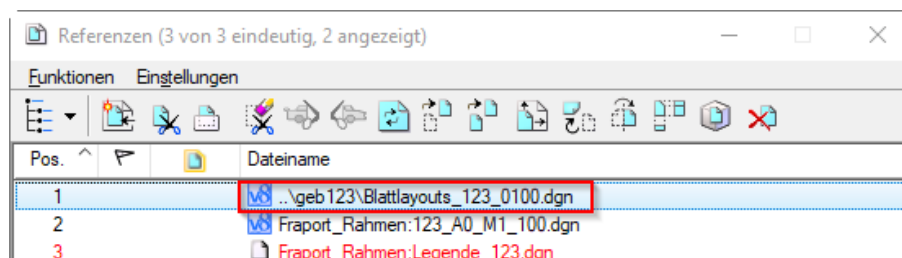 Referenzen (3 von 3 eindeutig, 2 angezeigt)
Funktionen Einstellungen
Pos. Dateiname
1 ..\geb123\Blattlayouts_123_0100.dgn
2 Fraport_Rahmen:123_A0_M1_100.dgn
3 Fraport_Rahmen:Legende_123.dgn